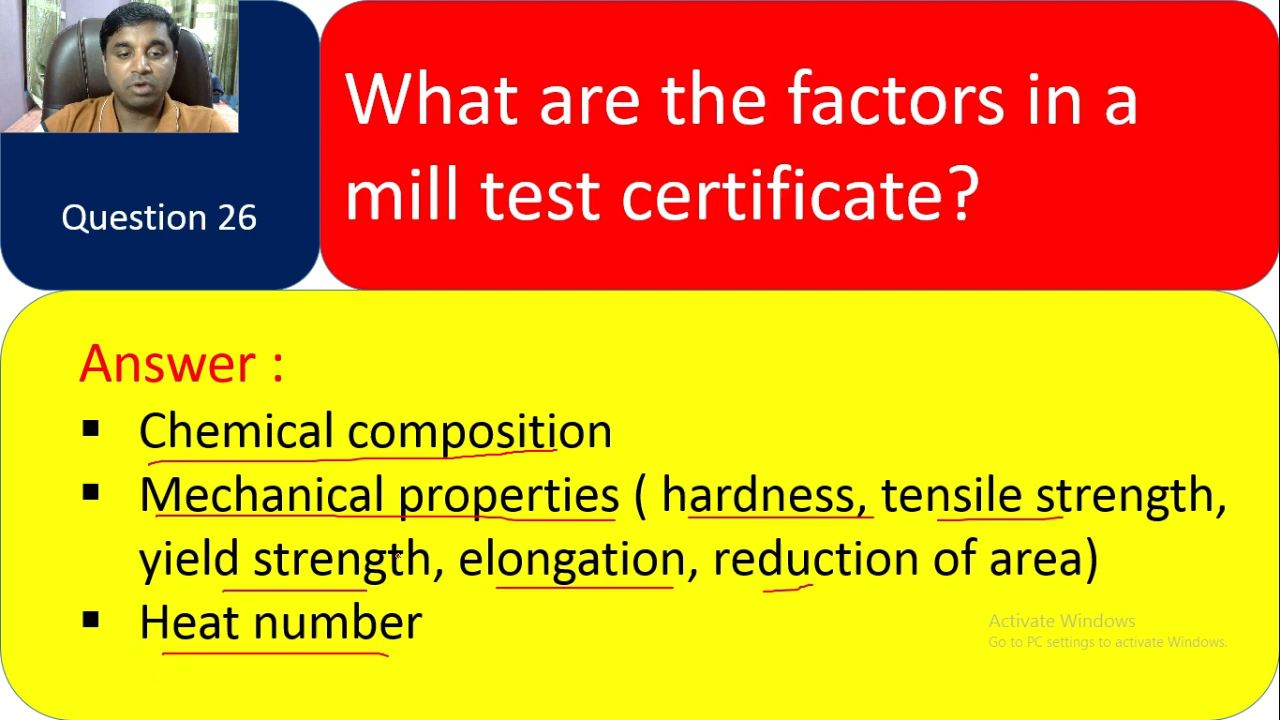 Question 26
What are the factors in a
mill test certificate?
Answer :
▪ Chemical composition
▪ Mechanical properties ( hardness, tensile strength,
yield strength, elongation, reduction of area)
▪ Heat number
Activate Windows
Go to PC settings to activate Windows.